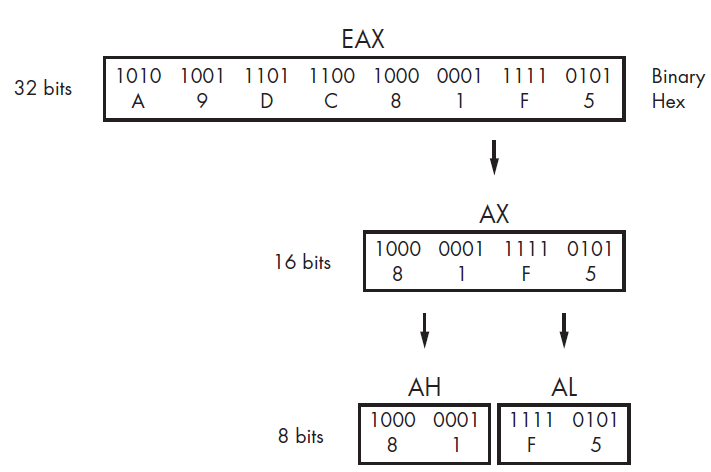 EAX
32 bits
1010 1001 1101 1100 1000 0001 1111 0101 Binary
A 9 D C 8 1 F 5 Hex
AX
16 bits
1000 0001 1111 0101
8 1 F 5
AH AL
8 bits
1000 0001 1111 0101
8 1 F 5